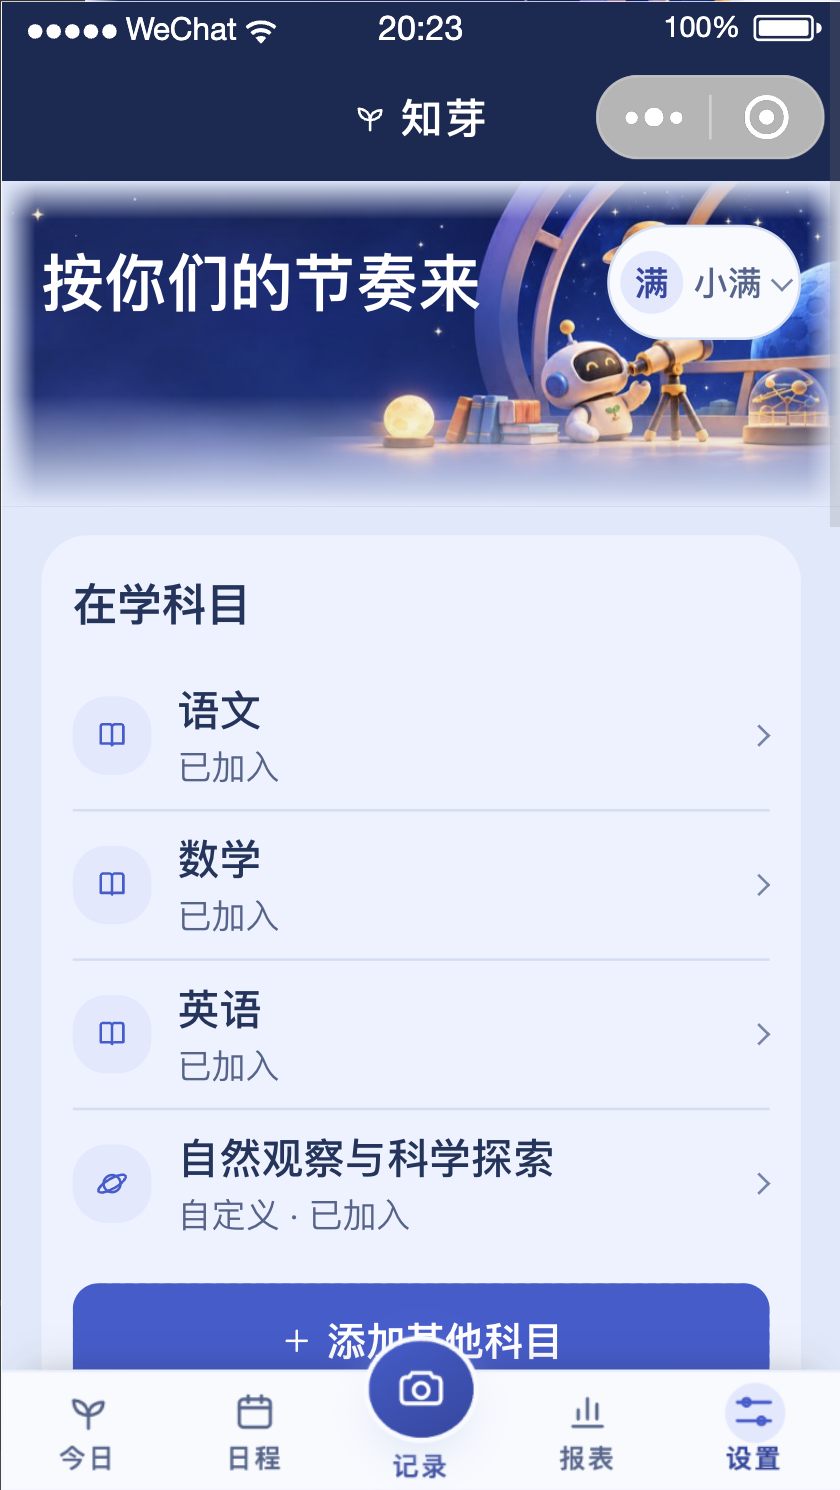 WeChat 20:23 100%
知芽
按你们的节奏来
满 小满
在学科目
语文
已加入
数学
已加入
英语
已加入
自然观察与科学探索
自定义 · 已加入
+ 添加其他科目
今日 日程 记录 报表 设置